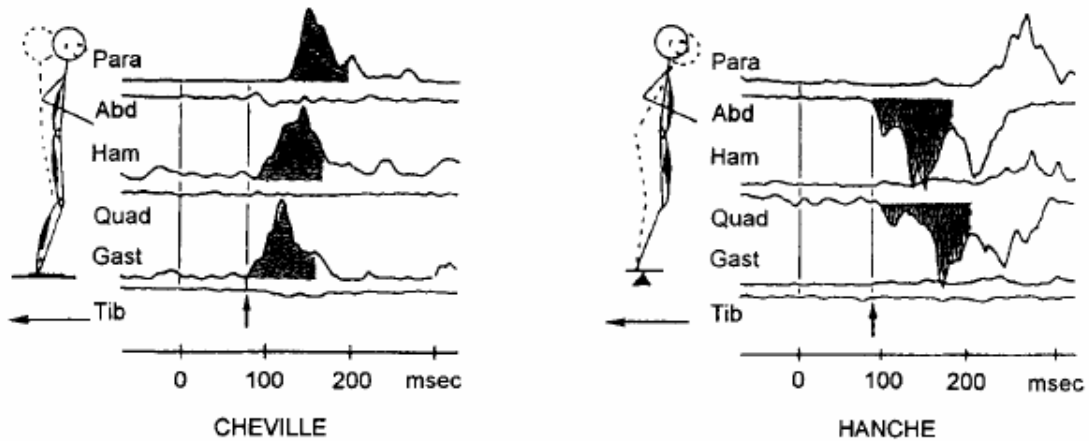 Para
Abd
Ham
Quad
Gast
Tib
0 100 200 msec
CHEVILLE
Para
Abd
Ham
Quad
Gast
Tib
0 100 200 msec
HANCHE